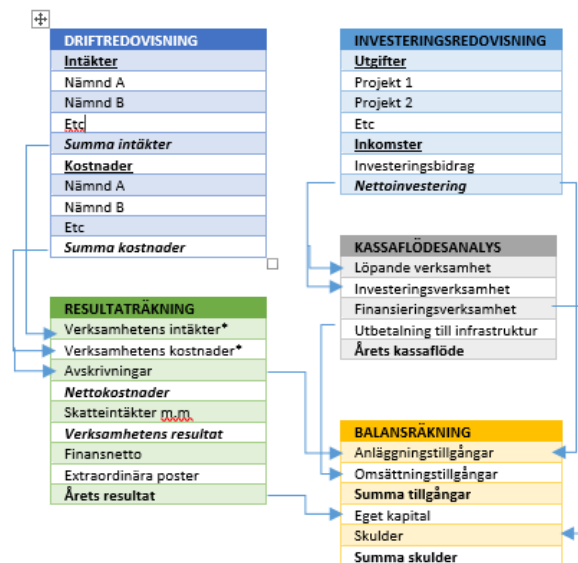 DRIFTREDOVISNING
Intäkter
Nämnd A
Nämnd B
Etc
Summa intäkter
Kostnader
Nämnd A
Nämnd B
Etc
Summa kostnader
RESULTATRÄKNING
Verksamhetens intäkter*
Verksamhetens kostnader*
Avskrivningar
Nettokostnader
Skatteintäkter m.m.
Verksamhetens resultat
Finansnetto
Extraordinära poster
Årets resultat
INVESTERINGSREDOVISNING
Utgifter
Projekt 1
Projekt 2
Etc
Inkomster
Investeringsbidrag
Nettoinvestering
KASSAFLÖDESANALYS
Löpande verksamhet
Investeringsverksamhet
Finansieringsverksamhet
Utbetalning till infrastruktur
Årets kassaflöde
BALANSRÄKNING
Anläggningstillgångar
Omsättningstillgångar
Summa tillgångar
Eget kapital
Skulder
Summa skulder